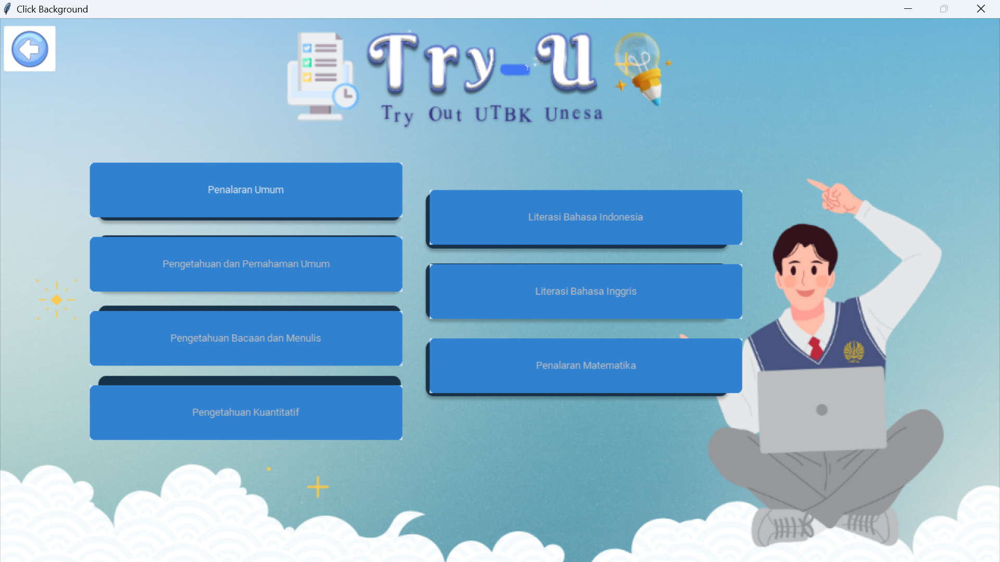 Click Background
Try-U
Try Out UTBK Unesa
Penalaran Umum
Pengetahuan dan Pemahaman Umum
Pengetahuan Bacaan dan Menulis
Pengetahuan Kuantitatif
Literasi Bahasa Indonesia
Literasi Bahasa Inggris
Penalaran Matematika